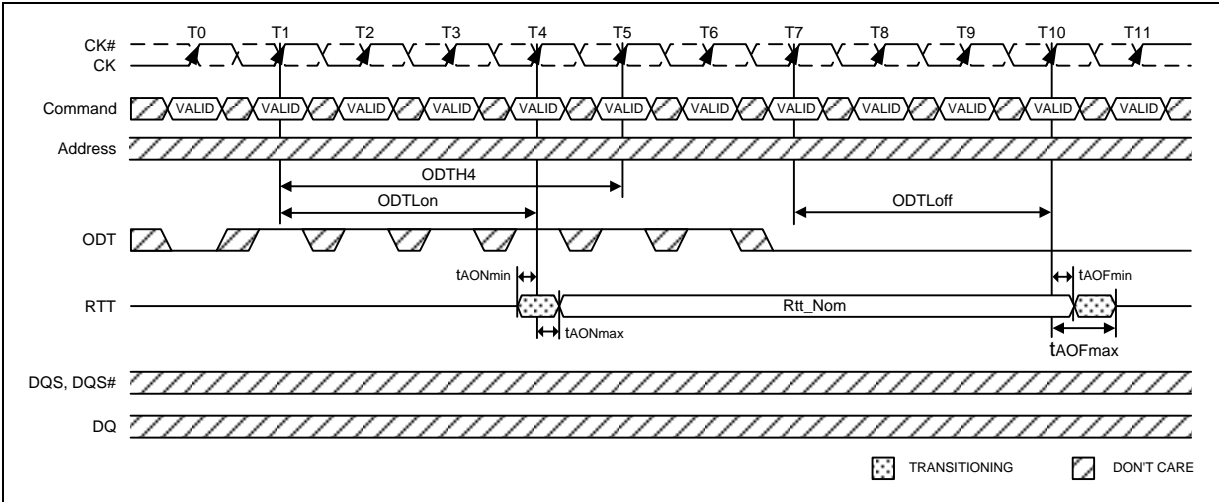 T0 T1 T2 T3 T4 T5 T6 T7 T8 T9 T10 T11
CK#
CK
Command VALID VALID VALID VALID VALID VALID VALID VALID VALID VALID VALID VALID
Address
ODTH4
ODTLon ODTLoff
ODT
tAONmin tAOFmin
RTT Rtt_Nom
tAONmax tAOFmax
DQS, DQS#
DQ
TRANSITIONING DON'T CARE